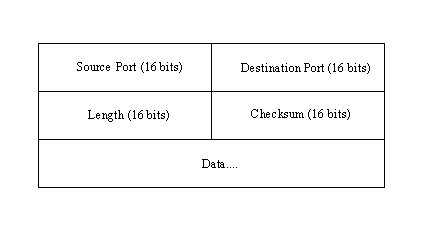 Source Port (16 bits)
Destination Port (16 bits)
Length (16 bits)
Checksum (16 bits)
Data....